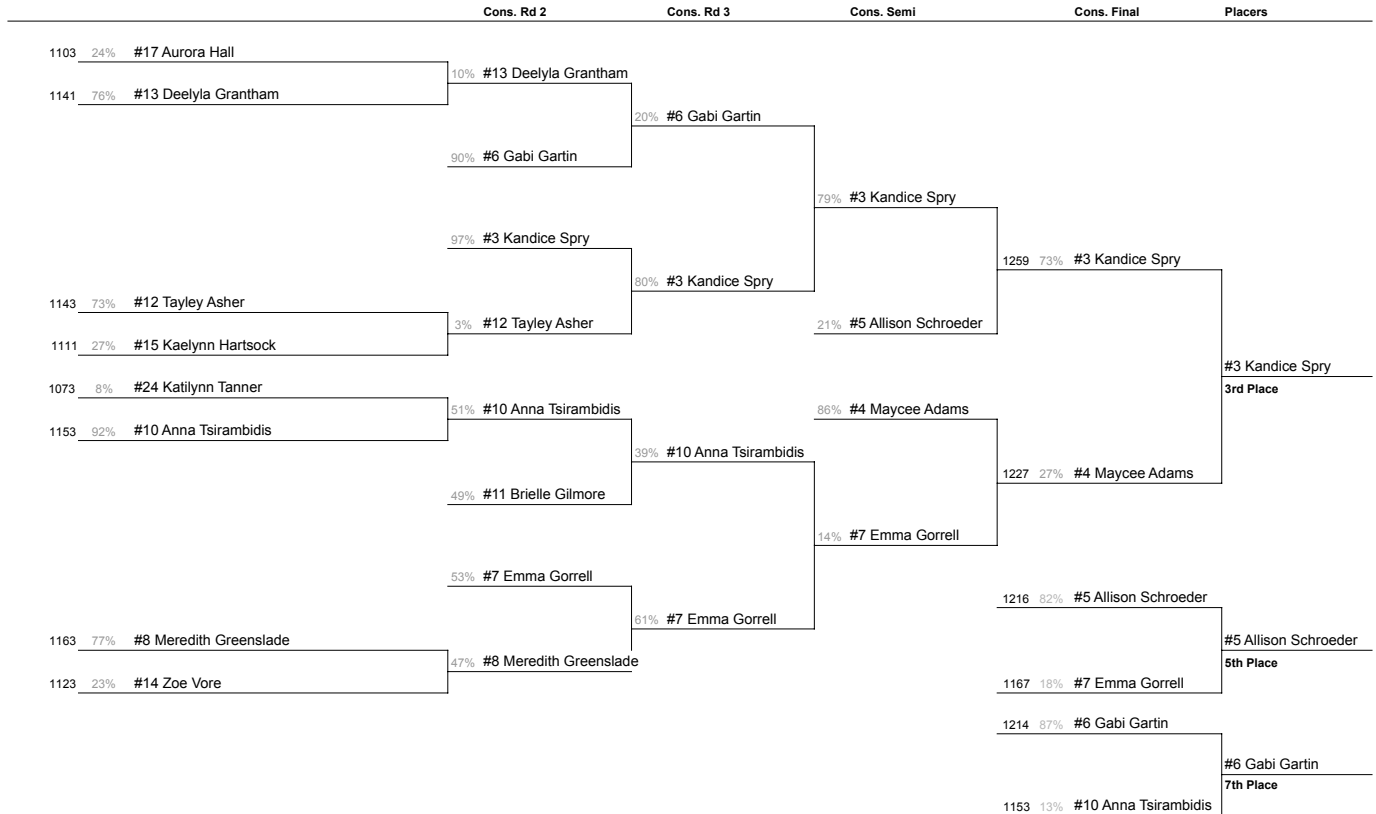 Cons. Rd 2 Cons. Rd 3 Cons. Semi Cons. Final Placers
1103 24% #17 Aurora Hall
10% #13 Deelyla Grantham
1141 76% #13 Deelyla Grantham
20% #6 Gabi Gartin
90% #6 Gabi Gartin
79% #3 Kandice Spry
97% #3 Kandice Spry
1259 73% #3 Kandice Spry
80% #3 Kandice Spry
1143 73% #12 Tayley Asher
3% #12 Tayley Asher
21% #5 Allison Schroeder
1111 27% #15 Kaelynn Hartsock
#3 Kandice Spry
3rd Place
1073 8% #24 Katilynn Tanner
51% #10 Anna Tsirambidis
86% #4 Maycee Adams
1153 92% #10 Anna Tsirambidis
39% #10 Anna Tsirambidis
1227 27% #4 Maycee Adams
49% #11 Brielle Gilmore
14% #7 Emma Gorrell
53% #7 Emma Gorrell
1216 82% #5 Allison Schroeder
61% #7 Emma Gorrell
1163 77% #8 Meredith Greenslade
#5 Allison Schroeder
47% #8 Meredith Greenslade
5th Place
1123 23% #14 Zoe Vore
1167 18% #7 Emma Gorrell
1214 87% #6 Gabi Gartin
#6 Gabi Gartin
7th Place
1153 13% #10 Anna Tsirambidis